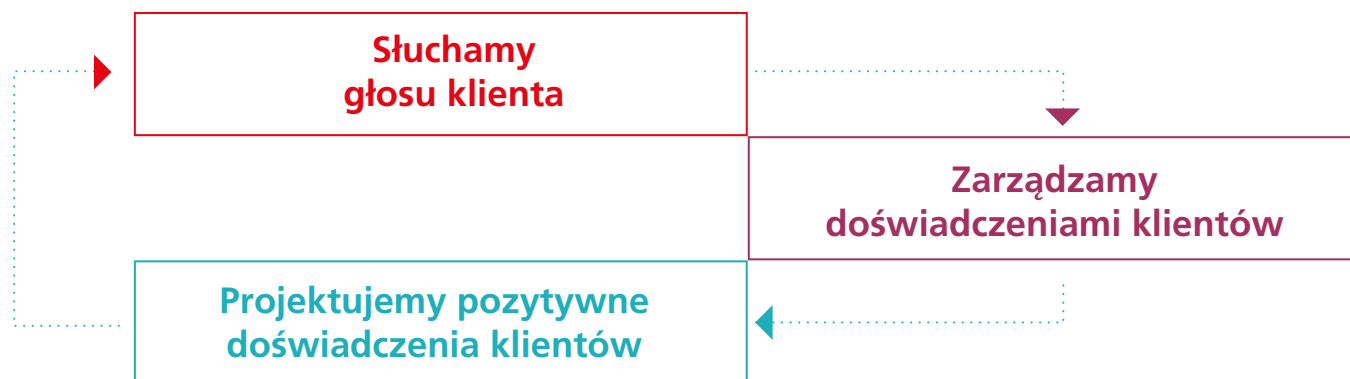 Słuchamy
głosu klienta
Zarządzamy
doświadczeniami klientów
Projektujemy pozytywne
doświadczenia klientów